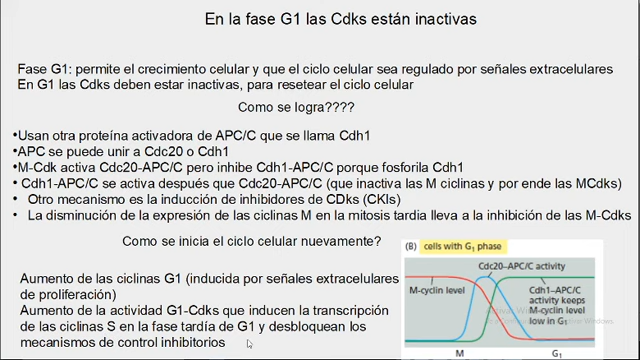 En la fase G1 las Cdks están inactivas
Fase G1: permite el crecimiento celular y que el ciclo celular sea regulado por señales extracelulares
En G1 las Cdks deben estar inactivas, para resetear el ciclo celular
Como se logra????
•Usan otra proteína activadora de APC/C que se llama Cdh1
•APC se puede unir a Cdc20 o Cdh1
•M-Cdk activa Cdc20-APC/C pero inhibe Cdh1-APC/C porque fosforila Cdh1
• Cdh1-APC/C se activa después que Cdc20-APC/C (que inactiva las M ciclinas y por ende las MCdks)
• Otro mecanismo es la inducción de inhibidores de CDks (CKIs)
• La disminución de la expresión de las ciclinas M en la mitosis tardia lleva a la inhibición de las M-Cdks
Como se inicia el ciclo celular nuevamente?
Aumento de las ciclinas G1 (inducida por señales extracelulares
de proliferación)
Aumento de la actividad G1-Cdks que inducen la transcripción
de las ciclinas S en la fase tardía de G1 y desbloquean los
mecanismos de control inhibitorios
(B) cells with G1 phase
Cdc20–APC/C activity
M-cyclin level
Cdh1–APC/C
activity keeps
M-cyclin level
low in G1
M
G1